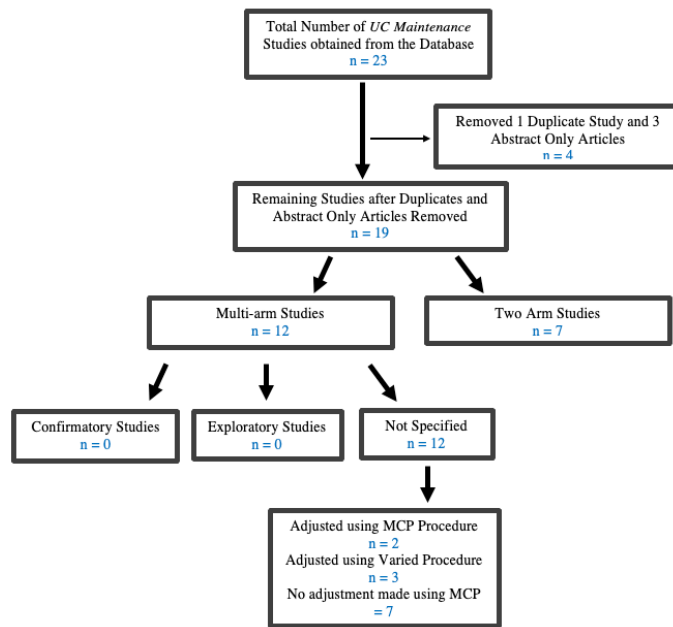 Total Number of UC Maintenance
Studies obtained from the Database
n = 23
Removed 1 Duplicate Study and 3
Abstract Only Articles
n = 4
Remaining Studies after Duplicates and
Abstract Only Articles Removed
n = 19
Multi-arm Studies
n = 12
Two Arm Studies
n = 7
Confirmatory Studies
n = 0
Exploratory Studies
n = 0
Not Specified
n = 12
Adjusted using MCP Procedure
n = 2
Adjusted using Varied Procedure
n = 3
No adjustment made using MCP
= 7